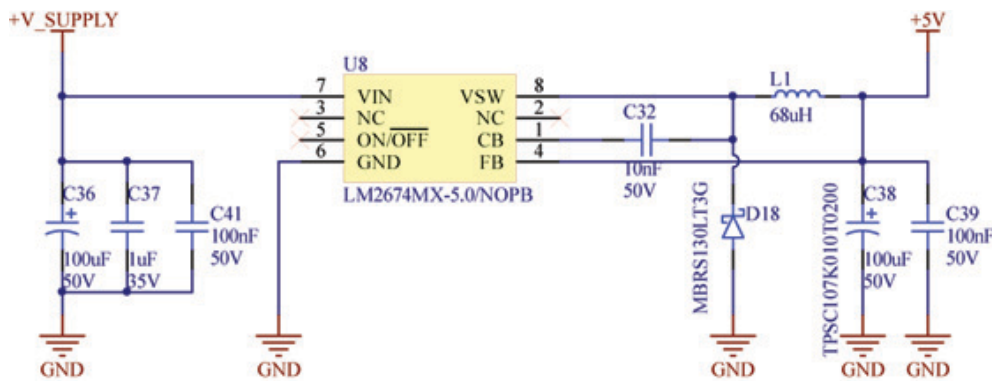 +V_SUPPLY
+5V
U8
7 VIN VSW 8
3 NC NC 2
5 ON/OFF CB 1
6 GND FB 4
LM2674MX-5.0/NOPB
L1
68uH
C32
10nF
50V
C36
100uF
50V
C37
1uF
35V
C41
100nF
50V
MBRS130LT3G
D18
TPSC107K010T0200
C38
100uF
50V
C39
100nF
50V
GND
GND
GND
GND
GND